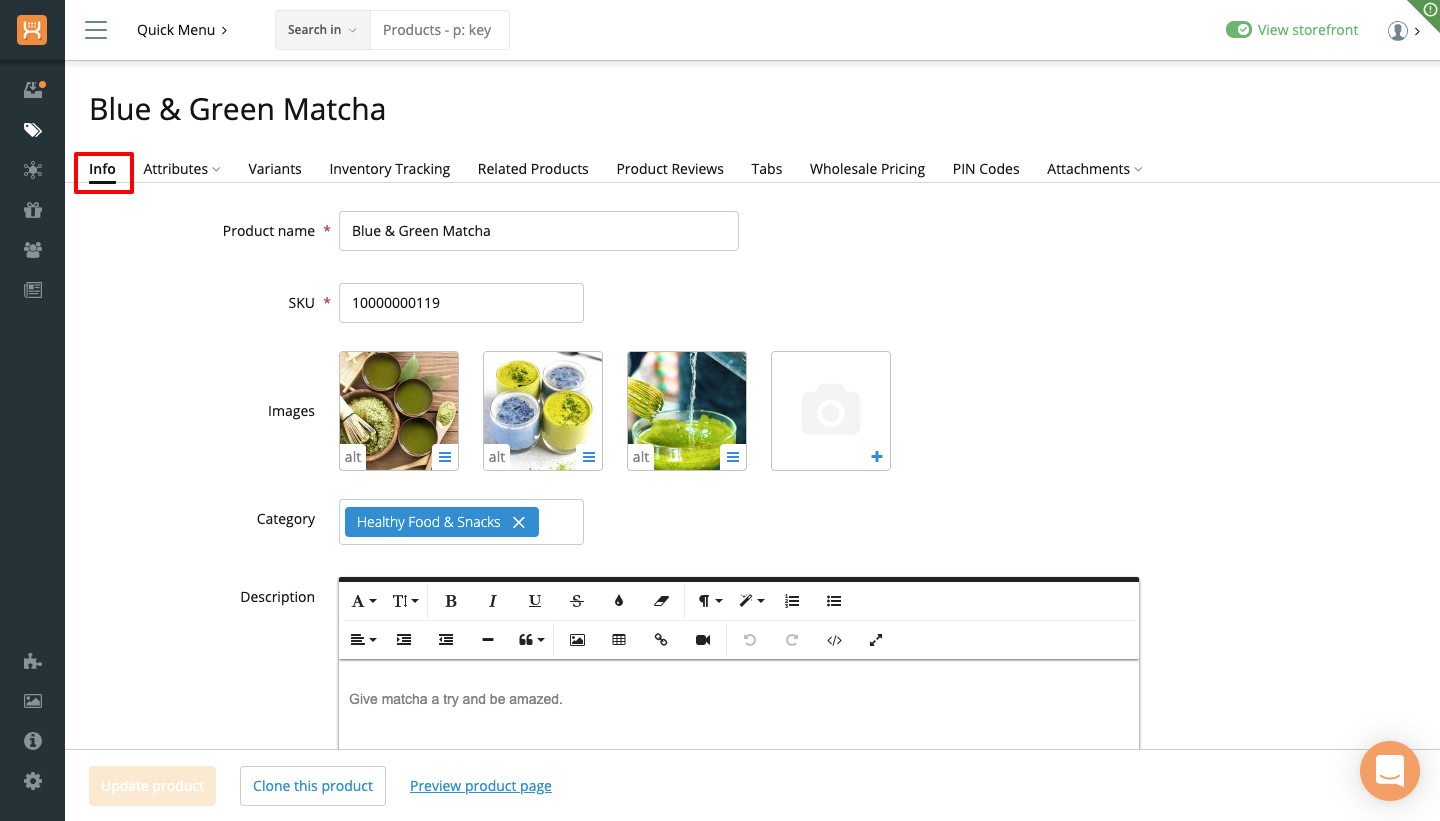 Quick Menu
Search in
Products - p: key
View storefront
Blue & Green Matcha
Info
Attributes
Variants
Inventory Tracking
Related Products
Product Reviews
Tabs
Wholesale Pricing
PIN Codes
Attachments
Product name *
Blue & Green Matcha
SKU *
10000000119
Images
alt
alt
alt
Category
Healthy Food & Snacks
Description
Give matcha a try and be amazed.
Update product
Clone this product
Preview product page